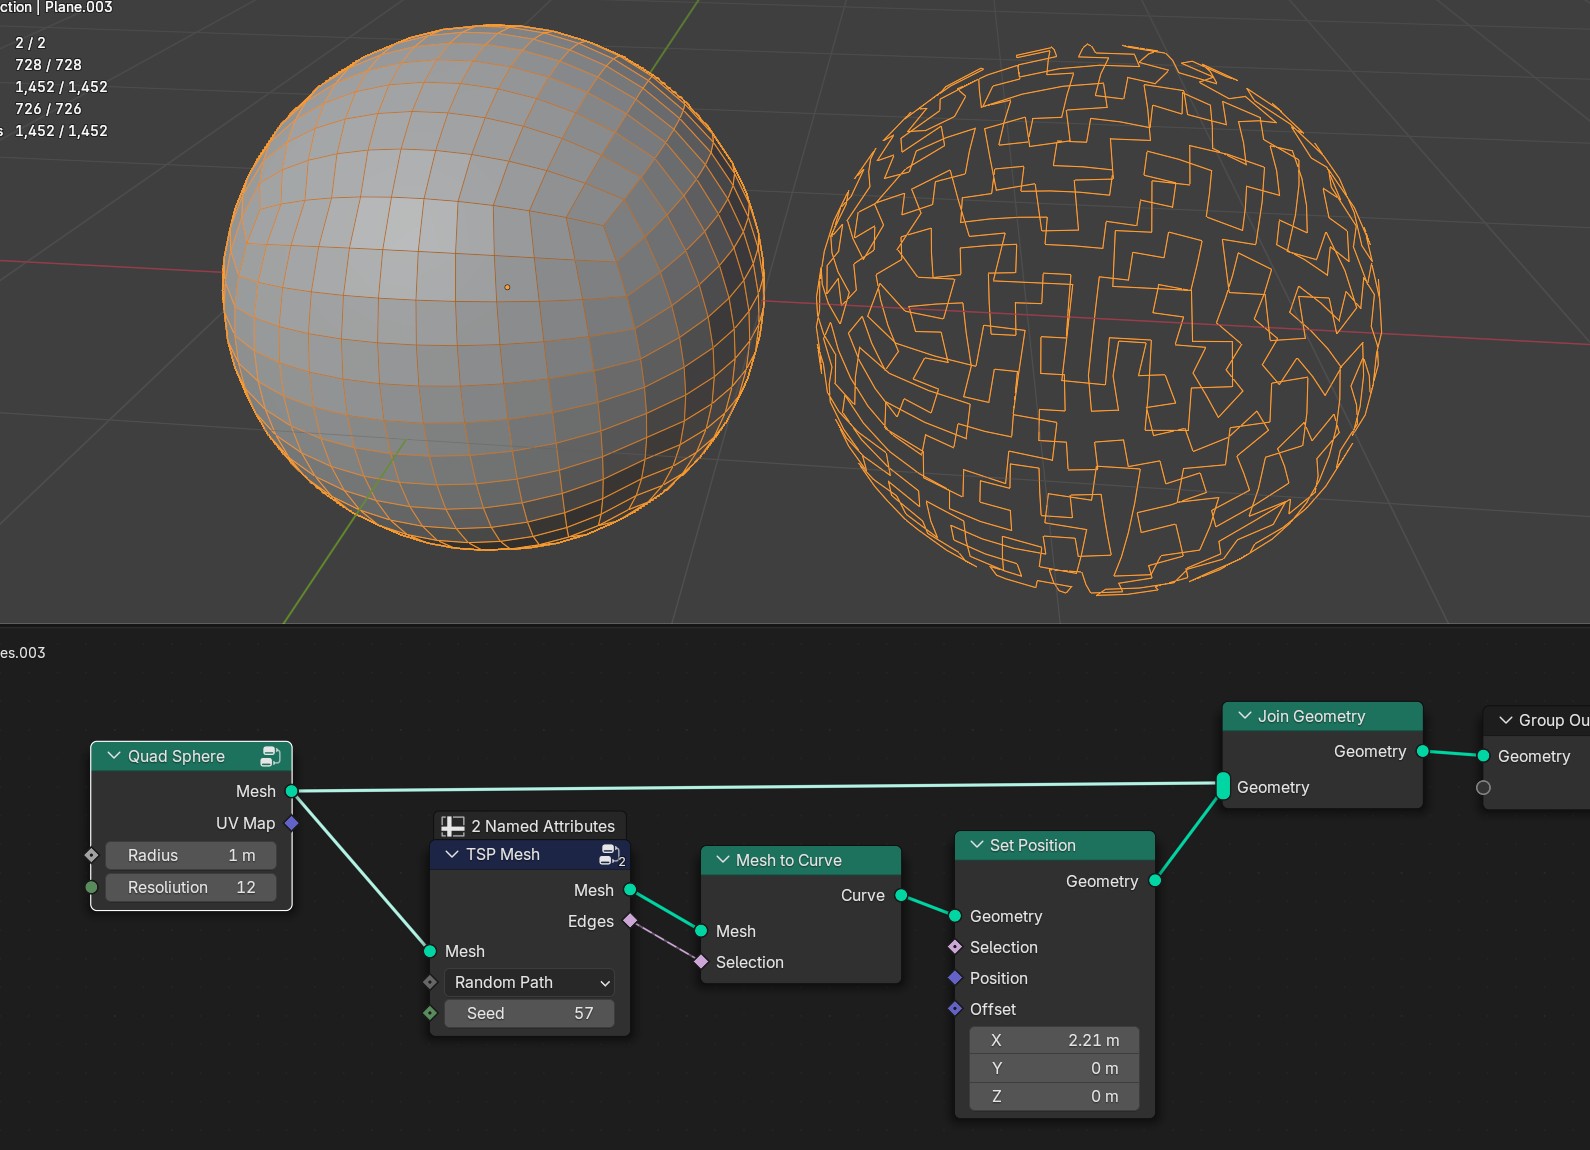 ction | Plane.003
2 / 2
728 / 728
1,452 / 1,452
726 / 726
s 1,452 / 1,452
es.003
Quad Sphere
Mesh
UV Map
Radius 1 m
Resoliution 12
2 Named Attributes
TSP Mesh
2
Mesh
Edges
Mesh
Random Path
Seed 57
Mesh to Curve
Curve
Mesh
Selection
Set Position
Geometry
Geometry
Selection
Position
Offset
X 2.21 m
Y 0 m
Z 0 m
Join Geometry
Geometry
Geometry
Group Ou
Geometry